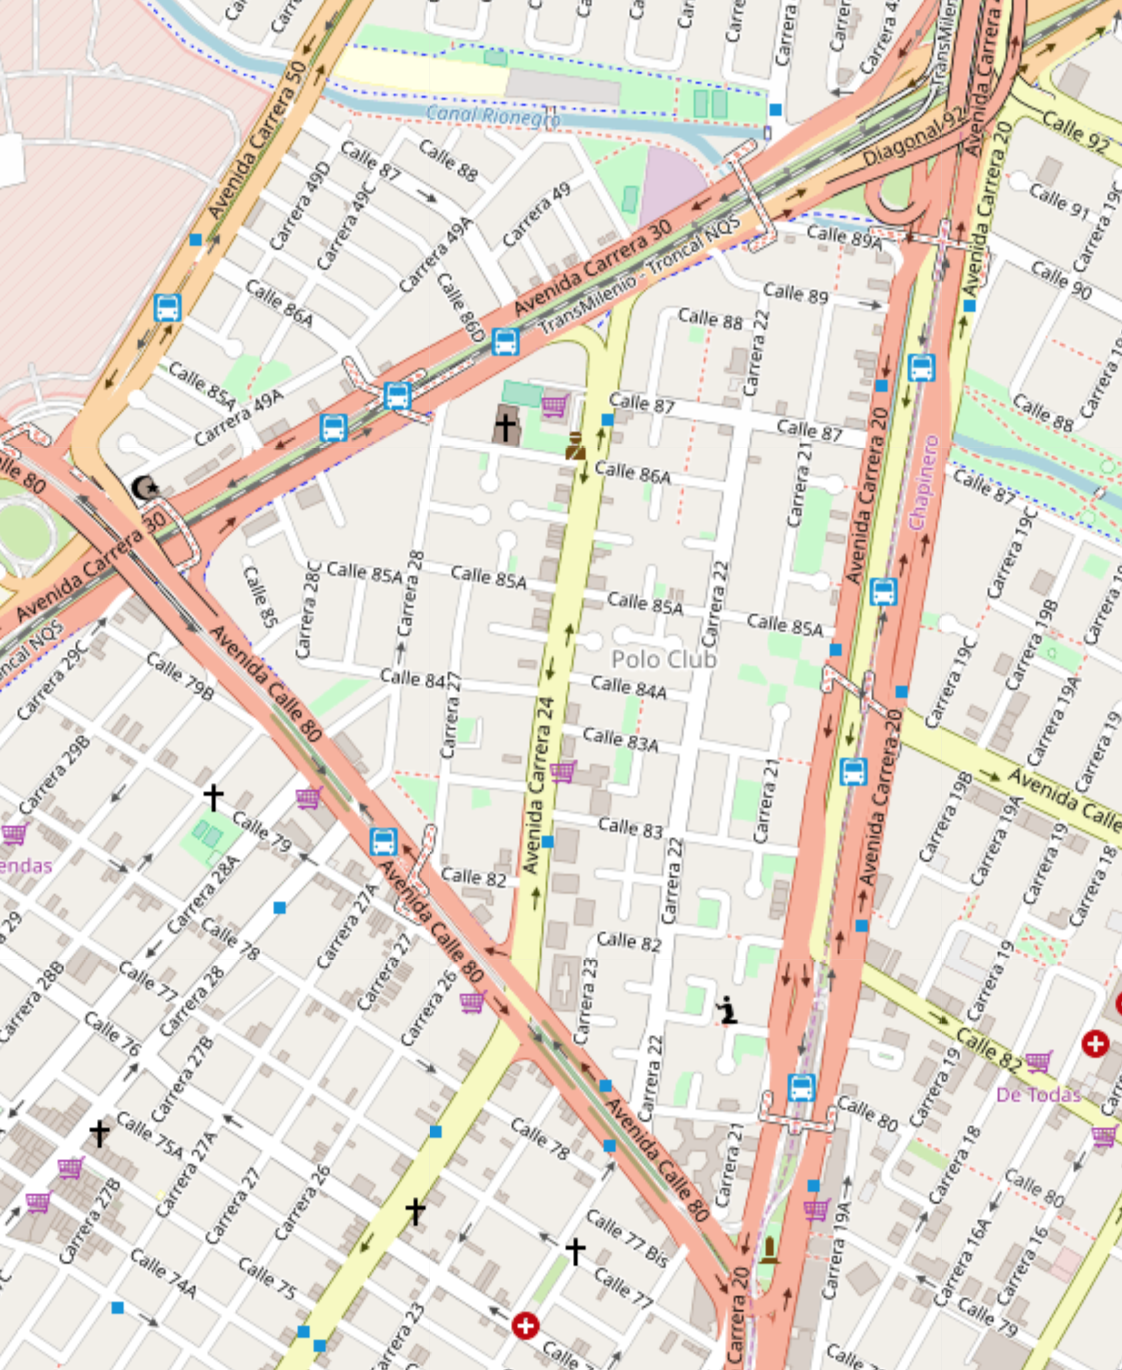 Carrera 4
Carrera 4
TransMilen
Avenida Carrera
Avenida Carrera 50
Canal Rionegro
Calle 88
Calle 87
Carrera 49D
Carrera 49C
Carrera 49
Carrera 49A
Diagonal 92
Calle 92
Avenida Carrera 20
Calle 91
Carrera 19C
Calle 89A
Calle 90
Avenida Carrera 30
TransMilenio - Troncal NQS
Calle 86A
Calle 86D
Calle 89
Calle 88
Carrera 22
Calle 85A
Carrera 49A
Calle 87
Calle 87
Calle 88
Avenida Carrera 20
Chapinero
Calle 86A
Carrera 21
Calle 87
Carrera 19C
alle 80
Avenida Carrera 30
Calle 85
Carrera 28C
Calle 85A
Carrera 28
Calle 85A
Calle 85A
Carrera 22
Calle 85A
Polo Club
Carrera 19B
Carrera 19C
Carrera 19A
Carrera 19
oncal NQS
Carrera 29C
Calle 79B
Avenida Calle 80
Calle 84
Carrera 27
Calle 84A
Calle 83A
Avenida Carrera 24
Carrera 21
Avenida Carrera 20
Avenida Calle
Carrera 29B
Calle 79
Carrera 28A
endas
Carrera 27A
Calle 83
Carrera 22
Calle 82
Carrera 19B
Carrera 19A
Carrera 18
Avenida Calle 80
Carrera 27
Carrera 26
Calle 82
Carrera 23
Carrera 19
a 29
Calle 78
Calle 77
Carrera 28
Carrera 28B
Calle 76
Carrera 27B
Carrera 22
Calle 82
De Todas
Carrera 19
Calle 75A
Carrera 27A
Carrera 27
Carrera 26
Carrera 27B
Calle 78
Avenida Calle 80
Carrera 21
Calle 80
Carrera 18
Calle 80
Carrera 19A
Carrera 16A
Calle 77 Bis
Calle 77
Calle 74A
Calle 75
Carrera 23
Carrera 20
Calle 79